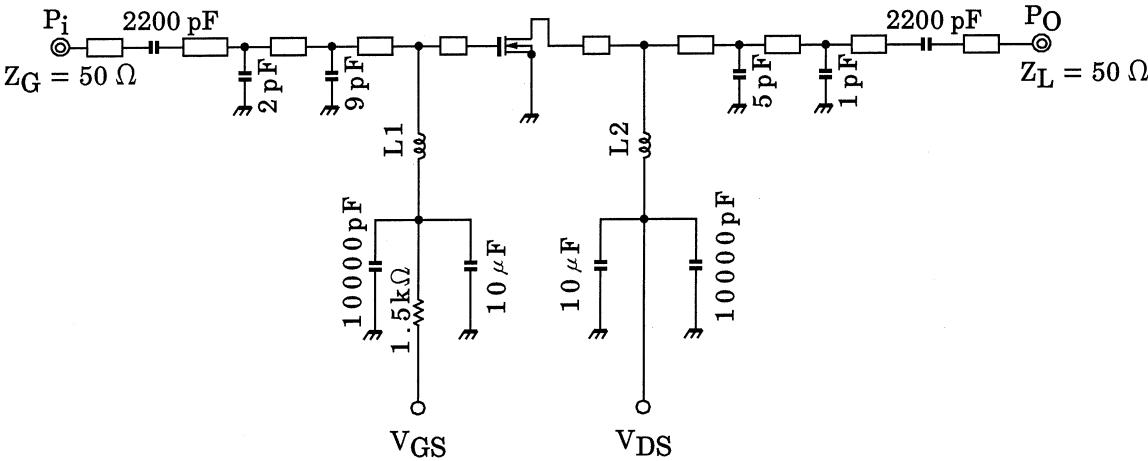 Pi
2200 pF
2200 pF
PO
ZG = 50 Ω
2 pF
9 pF
5 pF
1 pF
ZL = 50 Ω
L1
L2
10000pF
1.5kΩ
10 μF
10 μF
10000pF
VGS
VDS